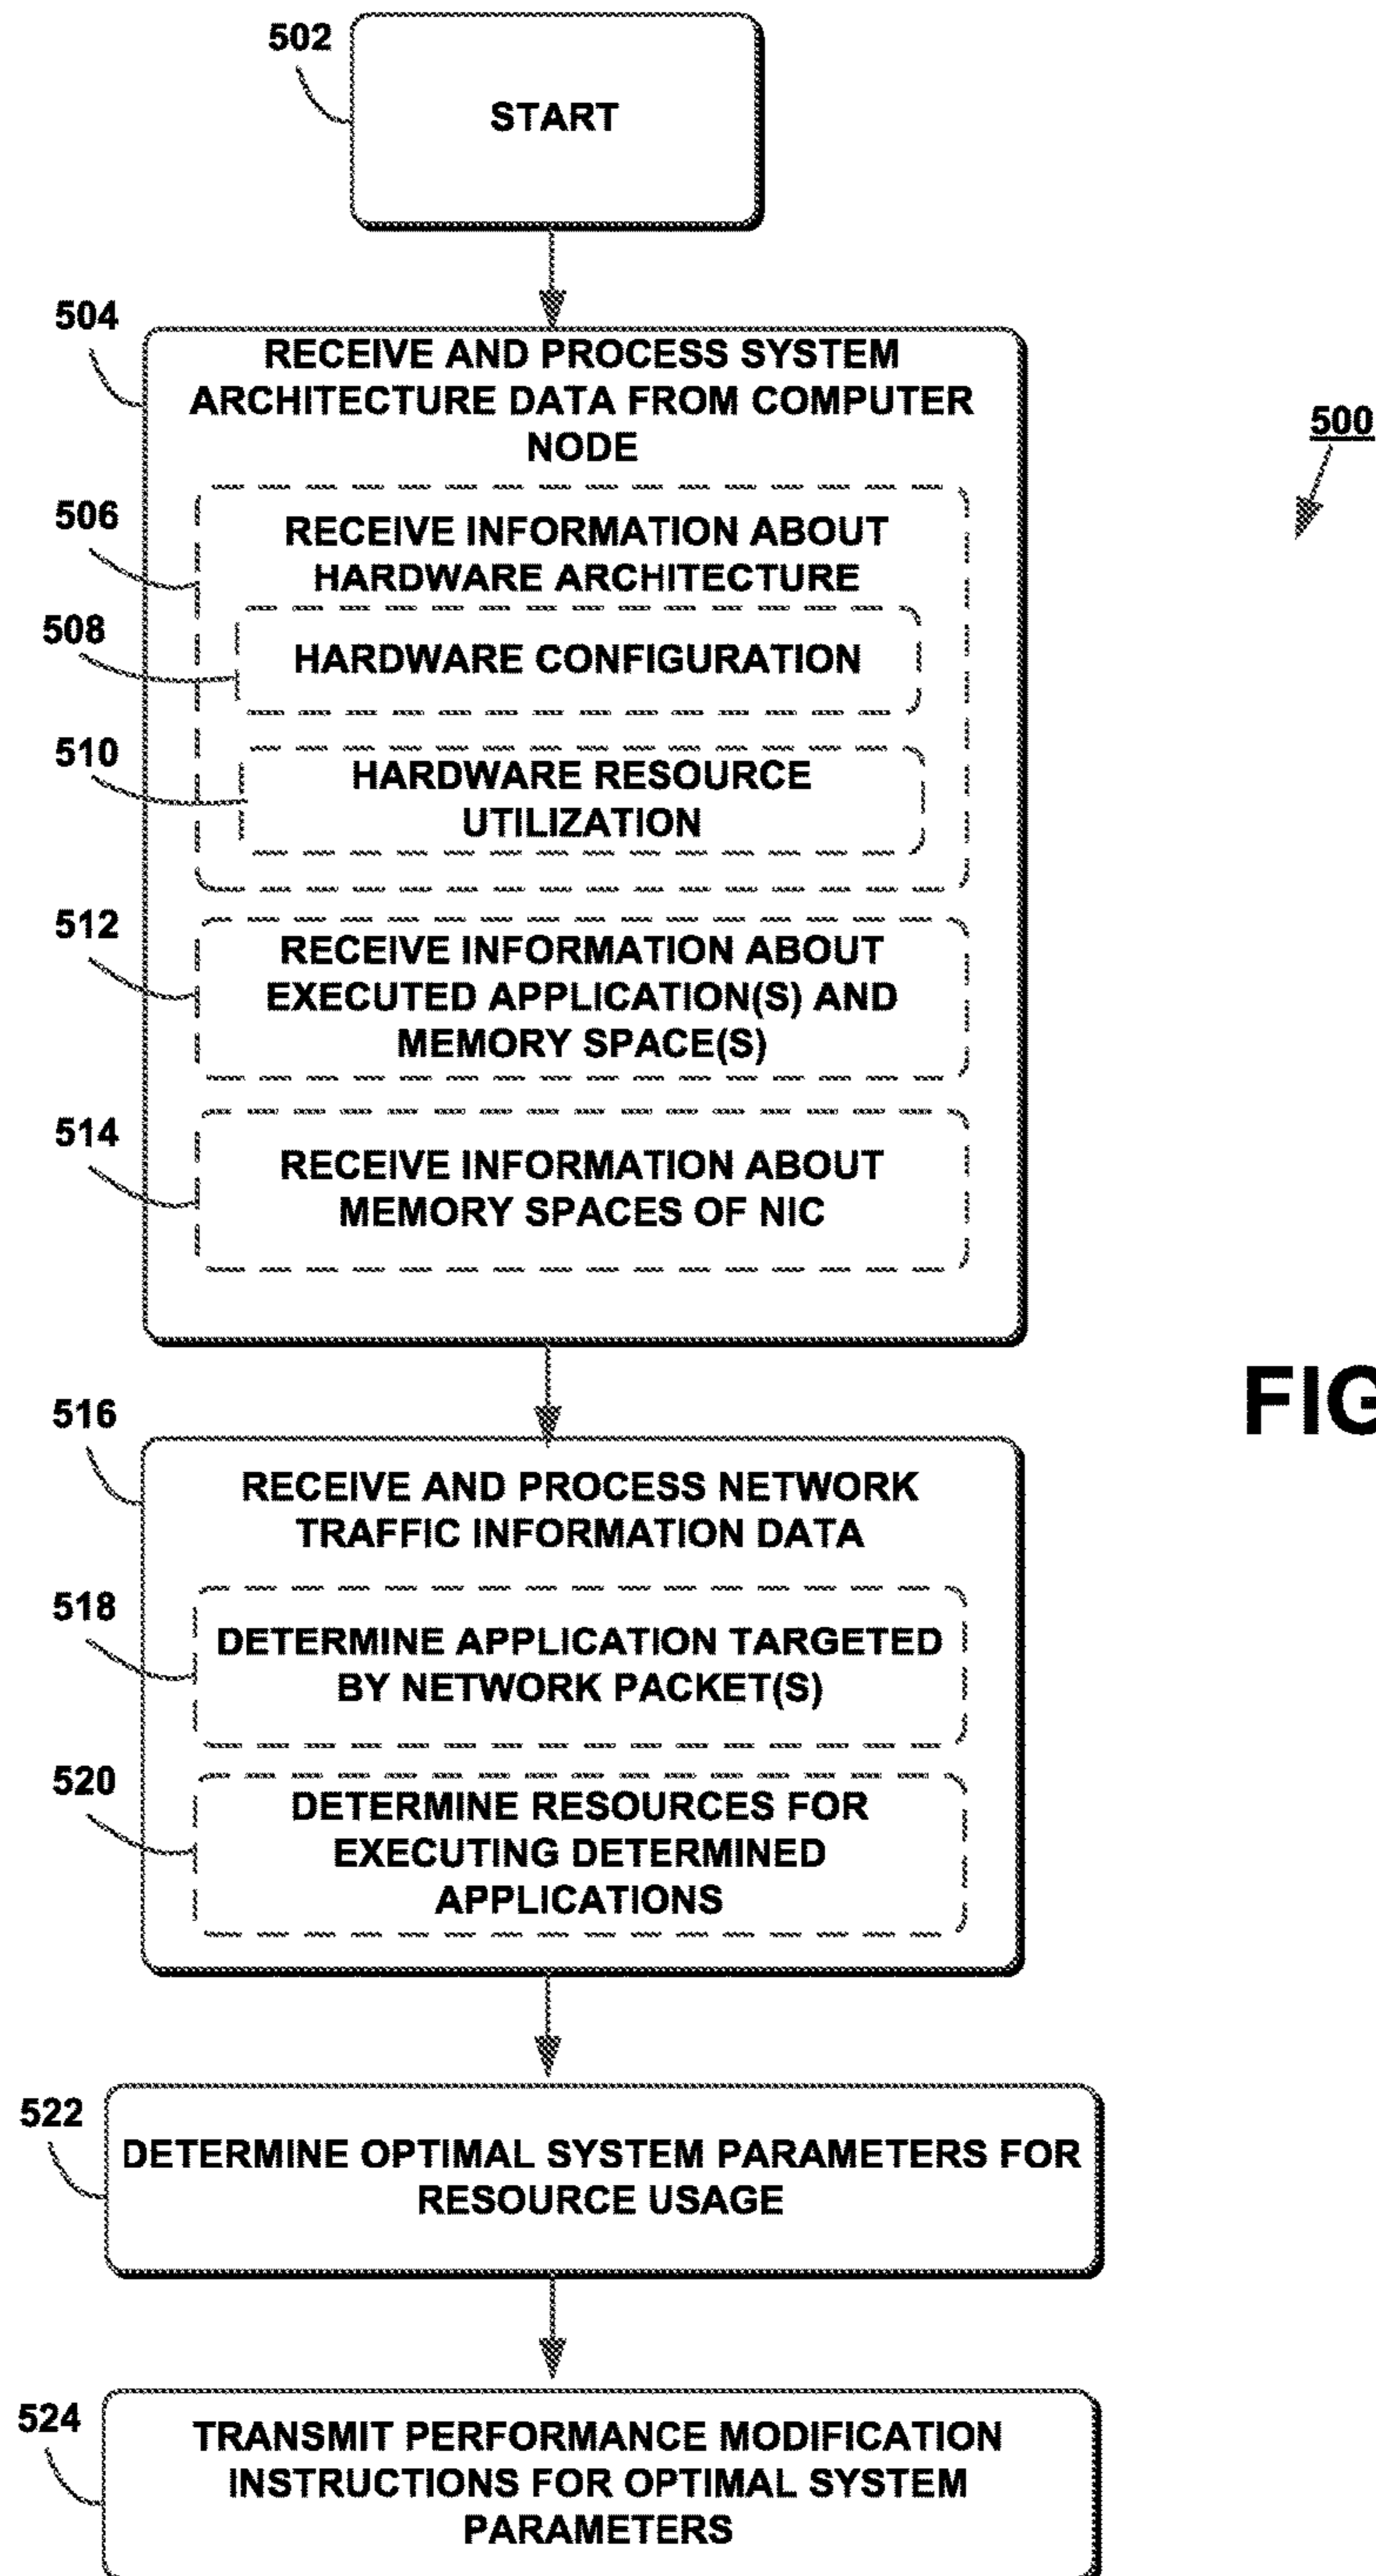 502
START
504
RECEIVE AND PROCESS SYSTEM
ARCHITECTURE DATA FROM COMPUTER
NODE
500
506
RECEIVE INFORMATION ABOUT
HARDWARE ARCHITECTURE
508
HARDWARE CONFIGURATION
510
HARDWARE RESOURCE
UTILIZATION
512
RECEIVE INFORMATION ABOUT
EXECUTED APPLICATION(S) AND
MEMORY SPACE(S)
514
RECEIVE INFORMATION ABOUT
MEMORY SPACES OF NIC
FIG
516
RECEIVE AND PROCESS NETWORK
TRAFFIC INFORMATION DATA
518
DETERMINE APPLICATION TARGETED
BY NETWORK PACKET(S)
520
DETERMINE RESOURCES FOR
EXECUTING DETERMINED
APPLICATIONS
522
DETERMINE OPTIMAL SYSTEM PARAMETERS FOR
RESOURCE USAGE
524
TRANSMIT PERFORMANCE MODIFICATION
INSTRUCTIONS FOR OPTIMAL SYSTEM
PARAMETERS